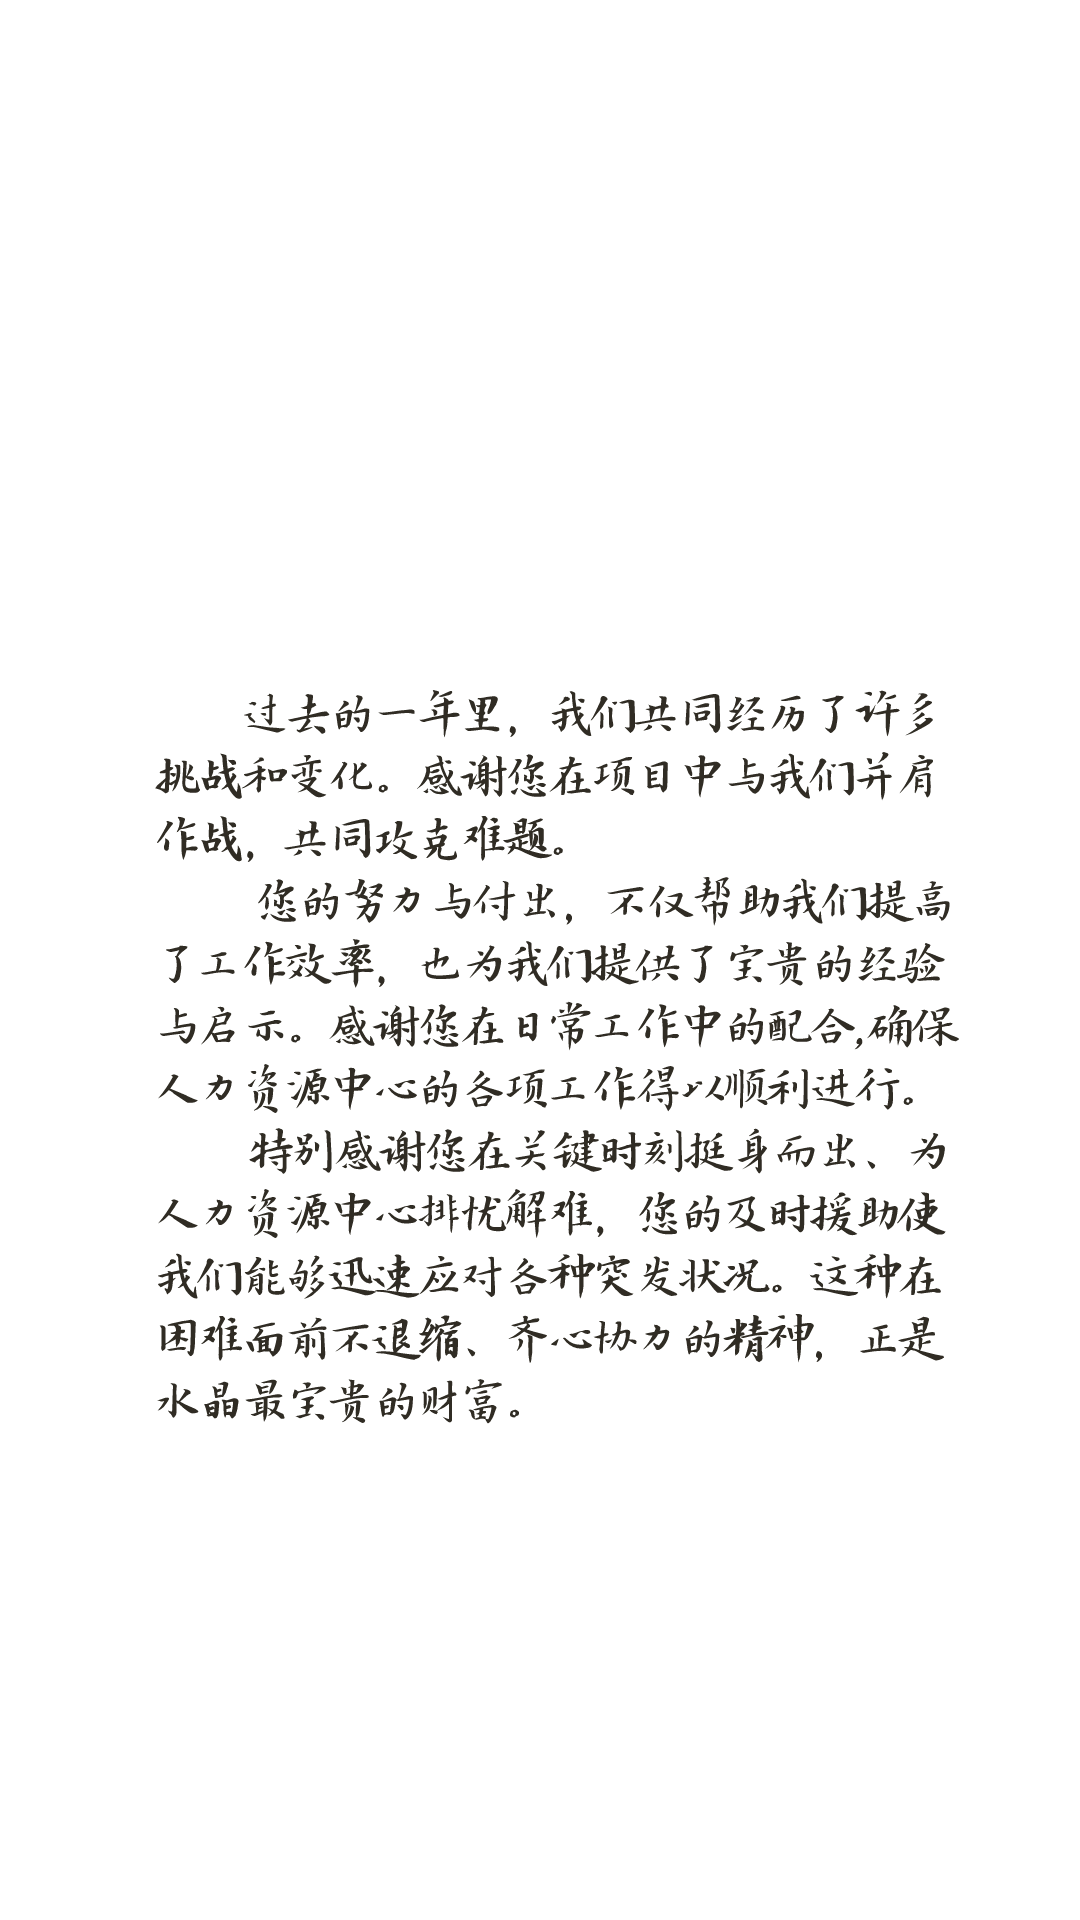 过去的一年里，我们共同经历了许多
挑战和变化。感谢您在项目中与我们并肩
作战，共同攻克难题。
您的努力与付出，不仅帮助我们提高
了工作效率，也为我们提供了宝贵的经验
与启示。感谢您在日常工作中的配合,确保
人力资源中心的各项工作得以顺利进行。
特别感谢您在关键时刻挺身而出、为
人力资源中心排忧解难，您的及时援助使
我们能够迅速应对各种突发状况。这种在
困难面前不退缩、齐心协力的精神，正是
水晶最宝贵的财富。